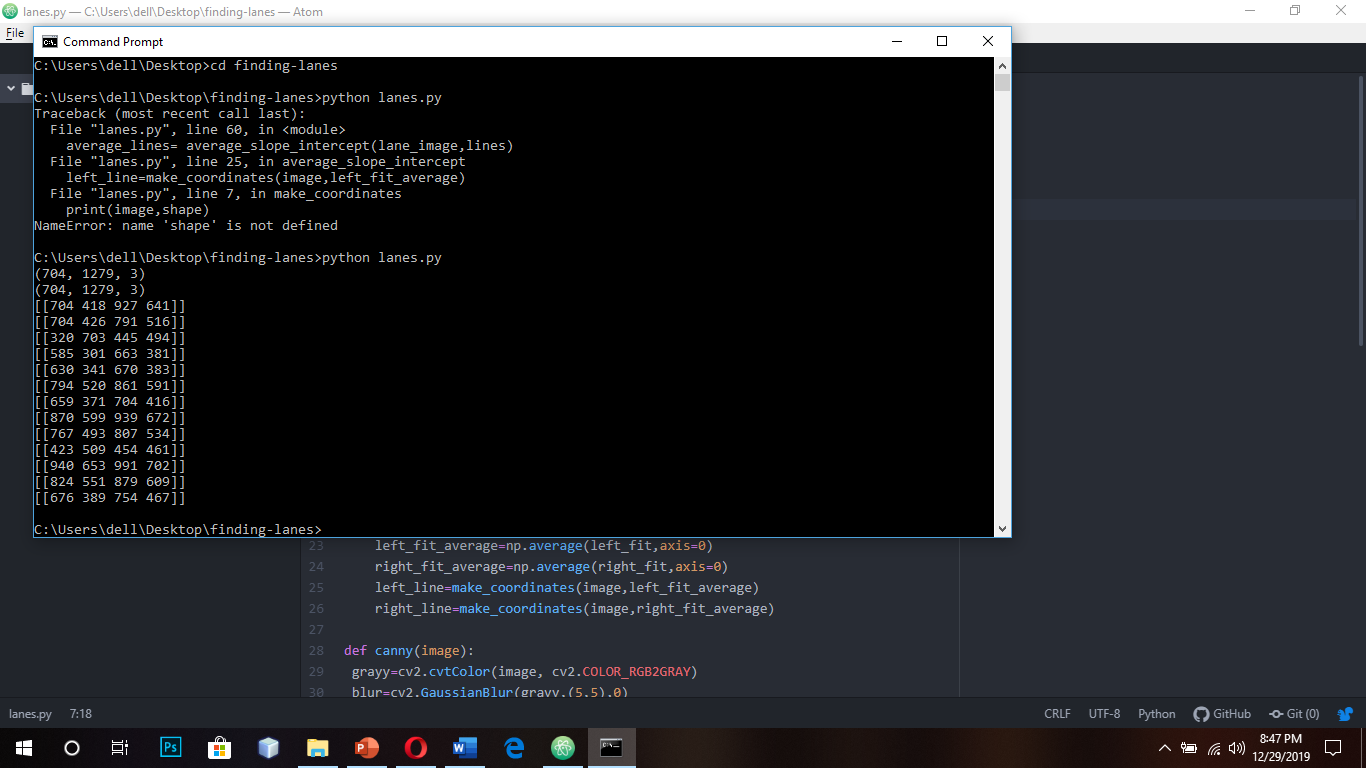 lanes.py — C:\Users\dell\Desktop\finding-lanes — Atom
File
Command Prompt
C:\Users\dell\Desktop>cd finding-lanes
C:\Users\dell\Desktop\finding-lanes>python lanes.py
Traceback (most recent call last):
  File "lanes.py", line 60, in <module>
    average_lines= average_slope_intercept(lane_image,lines)
  File "lanes.py", line 25, in average_slope_intercept
    left_line=make_coordinates(image,left_fit_average)
  File "lanes.py", line 7, in make_coordinates
    print(image,shape)
NameError: name 'shape' is not defined
C:\Users\dell\Desktop\finding-lanes>python lanes.py
(704, 1279, 3)
(704, 1279, 3)
[[704 418 927 641]]
[[704 426 791 516]]
[[320 703 445 494]]
[[585 301 663 381]]
[[630 341 670 383]]
[[794 520 861 591]]
[[659 371 704 416]]
[[870 599 939 672]]
[[767 493 807 534]]
[[423 509 454 461]]
[[940 653 991 702]]
[[824 551 879 609]]
[[676 389 754 467]]
C:\Users\dell\Desktop\finding-lanes>
23 left_fit_average=np.average(left_fit,axis=0)
24 right_fit_average=np.average(right_fit,axis=0)
25 left_line=make_coordinates(image,left_fit_average)
26 right_line=make_coordinates(image,right_fit_average)
27
28 def canny(image):
29 grayy=cv2.cvtColor(image, cv2.COLOR_RGB2GRAY)
30 blur=cv2.GaussianBlur(grayy,(5,5),0)
lanes.py 7:18 CRLF UTF-8 Python GitHub Git (0)
Ps
8:47 PM
12/29/2019